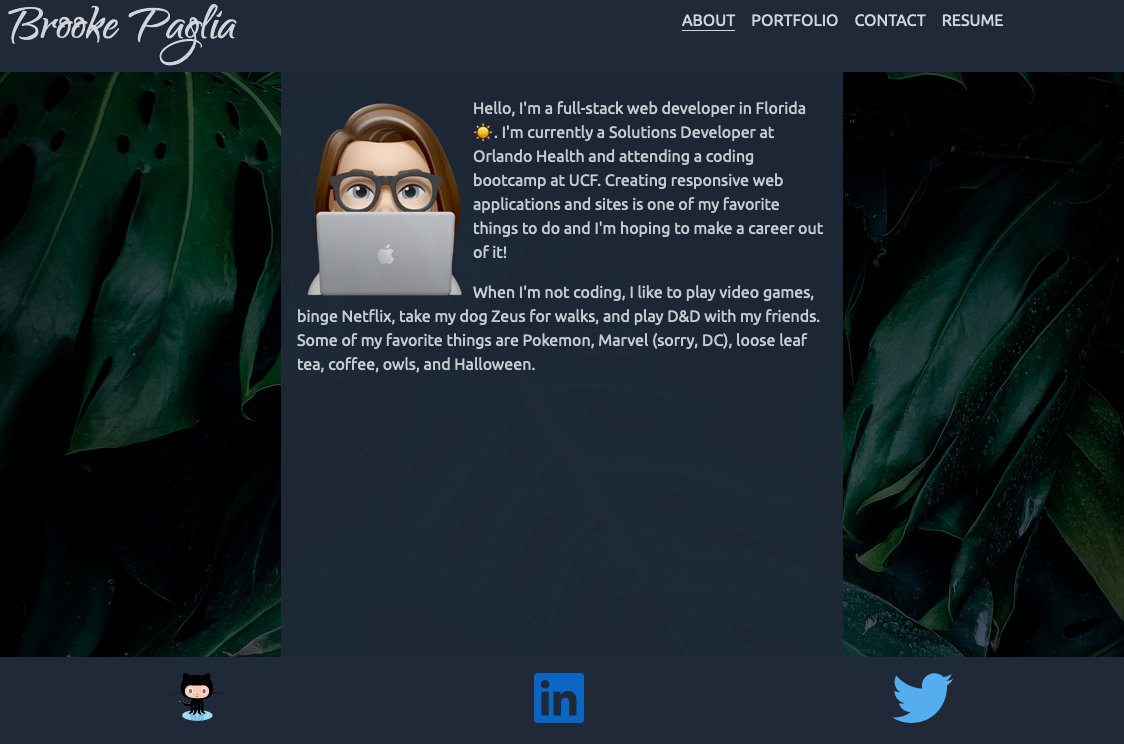 Brooke Paglia
ABOUT PORTFOLIO CONTACT RESUME
Hello, I'm a full-stack web developer in Florida
☀️. I'm currently a Solutions Developer at
Orlando Health and attending a coding
bootcamp at UCF. Creating responsive web
applications and sites is one of my favorite
things to do and I'm hoping to make a career out
of it!
When I'm not coding, I like to play video games,
binge Netflix, take my dog Zeus for walks, and play D&D with my friends.
Some of my favorite things are Pokemon, Marvel (sorry, DC), loose leaf
tea, coffee, owls, and Halloween.
in